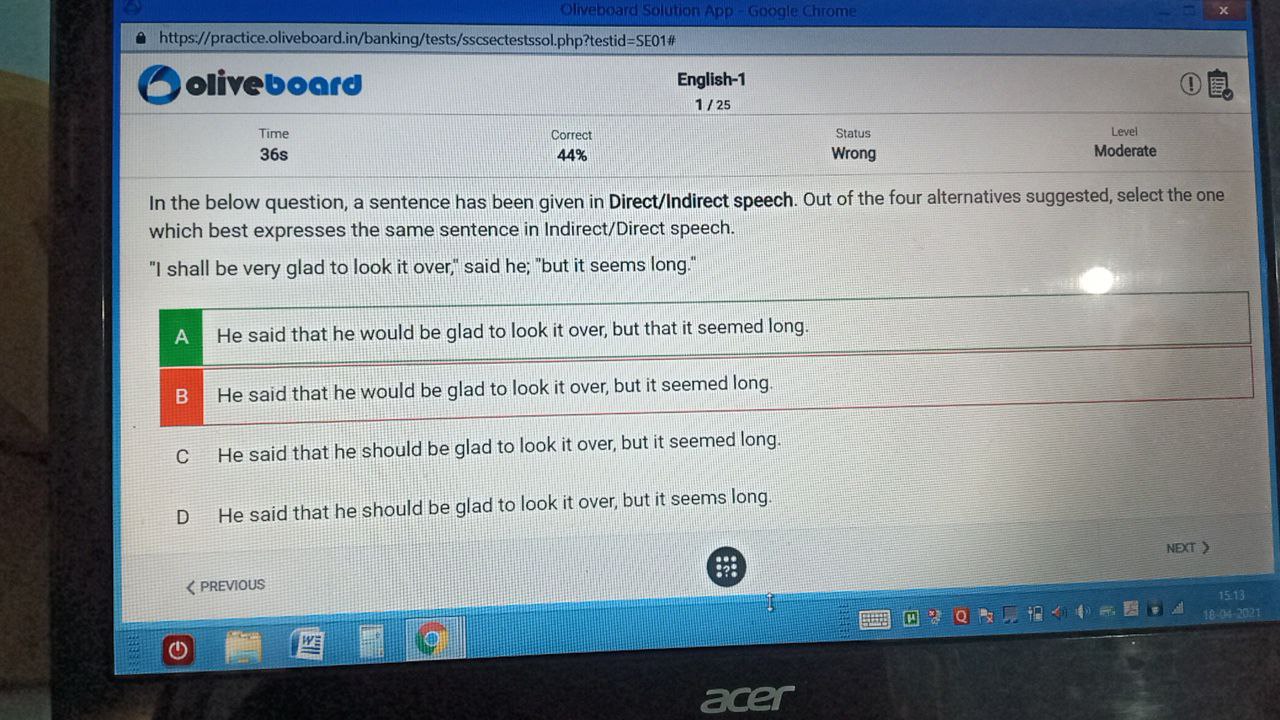 Oliveboard Solution App - Google Chrome
https://practice.oliveboard.in/banking/tests/sscsectestssol.php?testid=SE01#
oliveboard
English-1
1 / 25
Time
36s
Correct
44%
Status
Wrong
Level
Moderate
In the below question, a sentence has been given in Direct/Indirect speech. Out of the four alternatives suggested, select the one
which best expresses the same sentence in Indirect/Direct speech.
"I shall be very glad to look it over," said he; "but it seems long."
A He said that he would be glad to look it over, but that it seemed long.
B He said that he would be glad to look it over, but it seemed long.
C He said that he should be glad to look it over, but it seemed long.
D He said that he should be glad to look it over, but it seems long.
PREVIOUS
NEXT
15:13
18-04-2021
acer